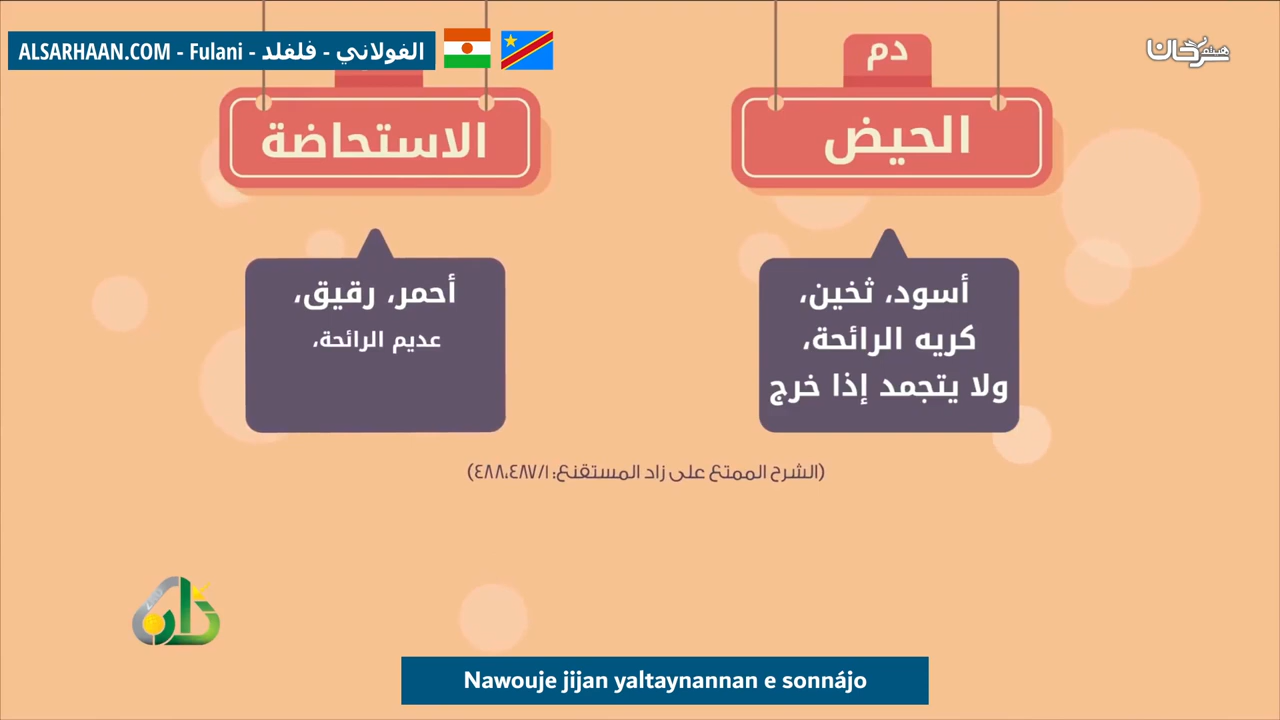 ALSARHAAN.COM - Fulani - الفولاني - فلفلد
دم
الحيض
أسود، ثخين،
كريه الرائحة،
ولا يتجمد إذا خرج
الاستحاضة
أحمر، رقيق،
عديم الرائحة،
(الشرح الممتع على زاد المستقنع: ٤٨٨،٤٨٧/١)
Nawouje jijan yaltaynannan e sonnájo